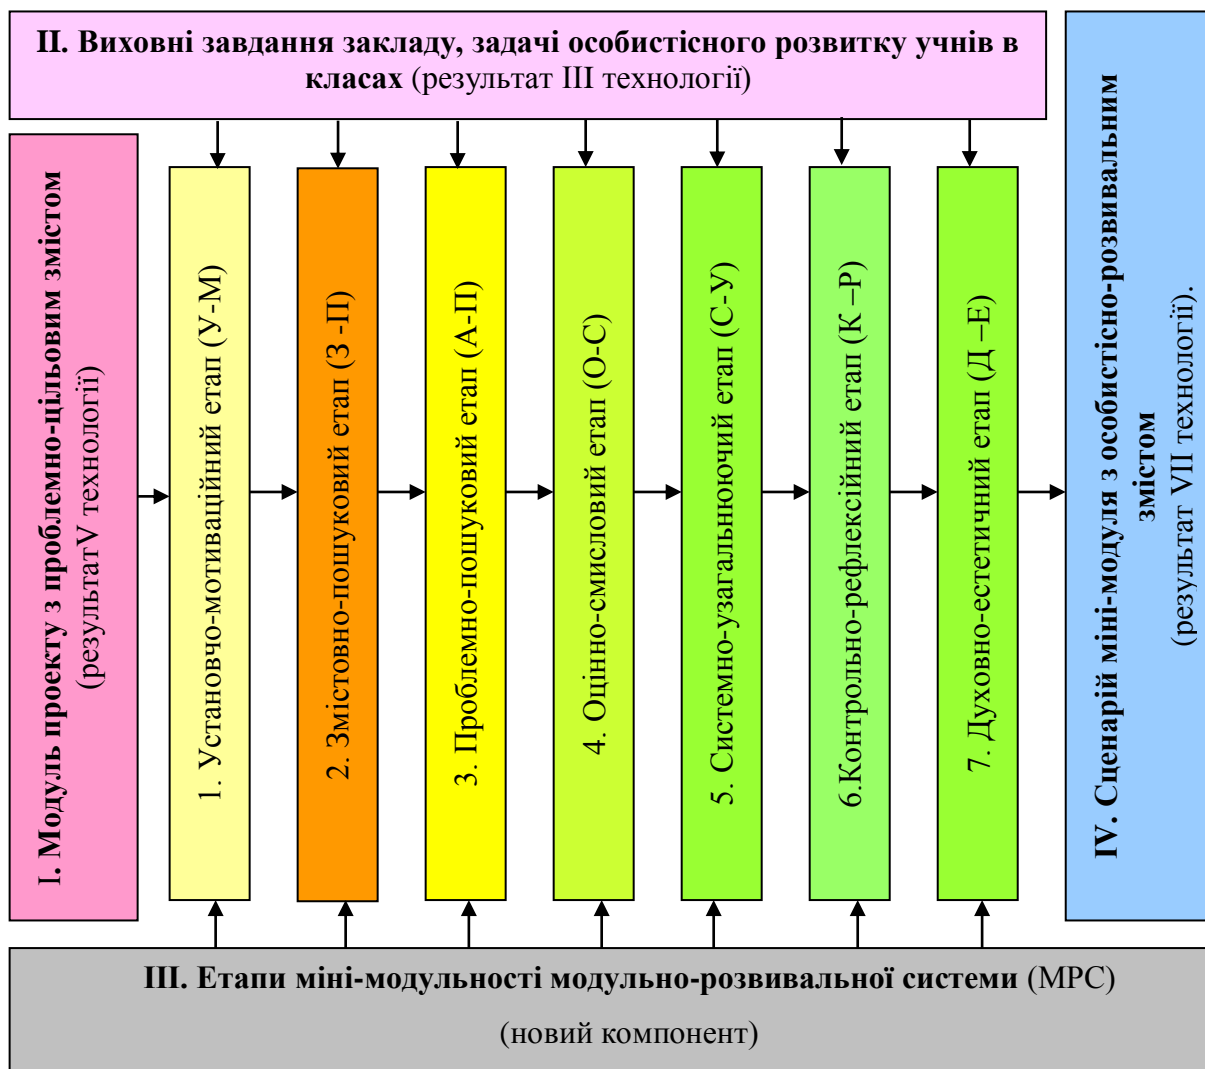 II. Виховні завдання закладу, задачі особистісного розвитку учнів в
класах (результат III технології)
I. Модуль проекту з проблемно-цільовим змістом
(результатV технології)
1. Установчо-мотиваційний етап (У-М)
2. Змістовно-пошуковий етап (З -П)
3. Проблемно-пошуковий етап (А-П)
4. Оцінно-смисловий етап (О-С)
5. Системно-узагальнюючий етап (С-У)
6.Контрольно-рефлексійний етап (К –Р)
7. Духовно-естетичний етап (Д –Е)
IV. Сценарій міні-модуля з особистісно-розвивальним
змістом
(результат VII технології).
III. Етапи міні-модульності модульно-розвивальної системи (МРС)
(новий компонент)